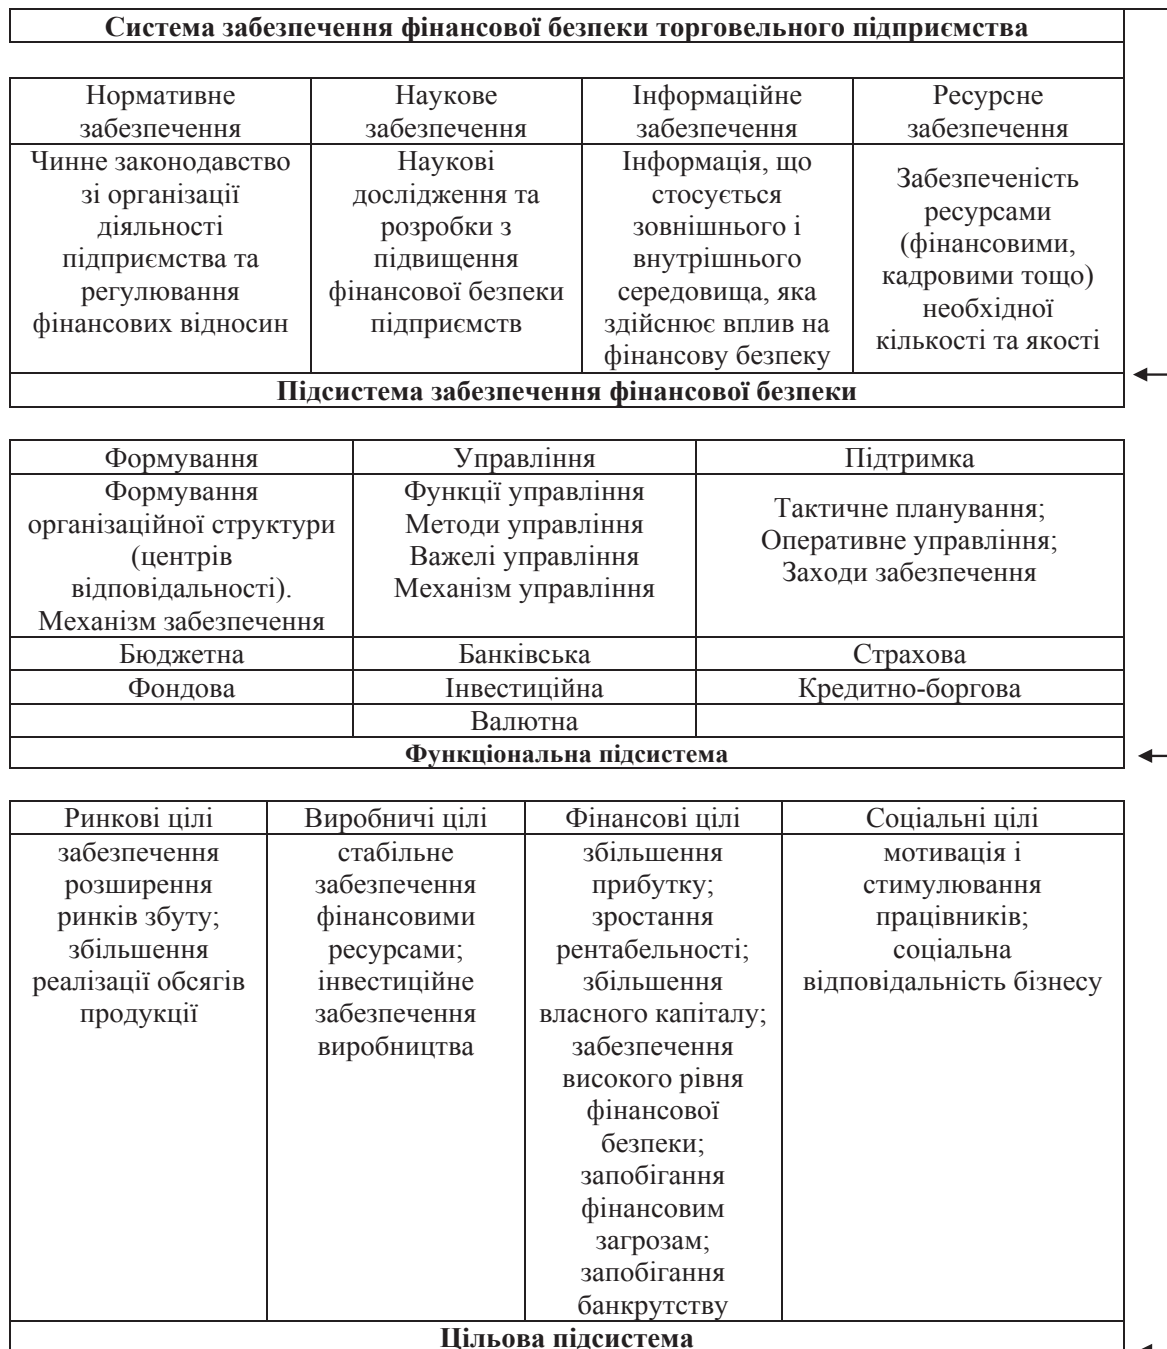 Система забезпечення фінансової безпеки торговельного підприємства
Нормативне
забезпечення
Наукове
забезпечення
Інформаційне
забезпечення
Ресурсне
забезпечення
Чинне законодавство
зі організації
діяльності
підприємства та
регулювання
фінансових відносин
Наукові
дослідження та
розробки з
підвищення
фінансової безпеки
підприємств
Інформація, що
стосується
зовнішнього і
внутрішнього
середовища, яка
здійснює вплив на
фінансову безпеку
Забезпеченість
ресурсами
(фінансовими,
кадровими тощо)
необхідної
кількості та якості
Підсистема забезпечення фінансової безпеки
Формування
Управління
Підтримка
Формування
організаційної структури
(центрів
відповідальності).
Механізм забезпечення
Функції управління
Методи управління
Важелі управління
Механізм управління
Тактичне планування;
Оперативне управління;
Заходи забезпечення
Бюджетна
Банківська
Страхова
Фондова
Інвестиційна
Кредитно-боргова
Валютна
Функціональна підсистема
Ринкові цілі
Виробничі цілі
Фінансові цілі
Соціальні цілі
забезпечення
розширення
ринків збуту;
збільшення
реалізації обсягів
продукції
стабільне
забезпечення
фінансовими
ресурсами;
інвестиційне
забезпечення
виробництва
збільшення
прибутку;
зростання
рентабельності;
збільшення
власного капіталу;
забезпечення
високого рівня
фінансової
безпеки;
запобігання
фінансовим
загрозам;
запобігання
банкрутству
мотивація і
стимулювання
працівників;
соціальна
відповідальність бізнесу
Цільова підсистема